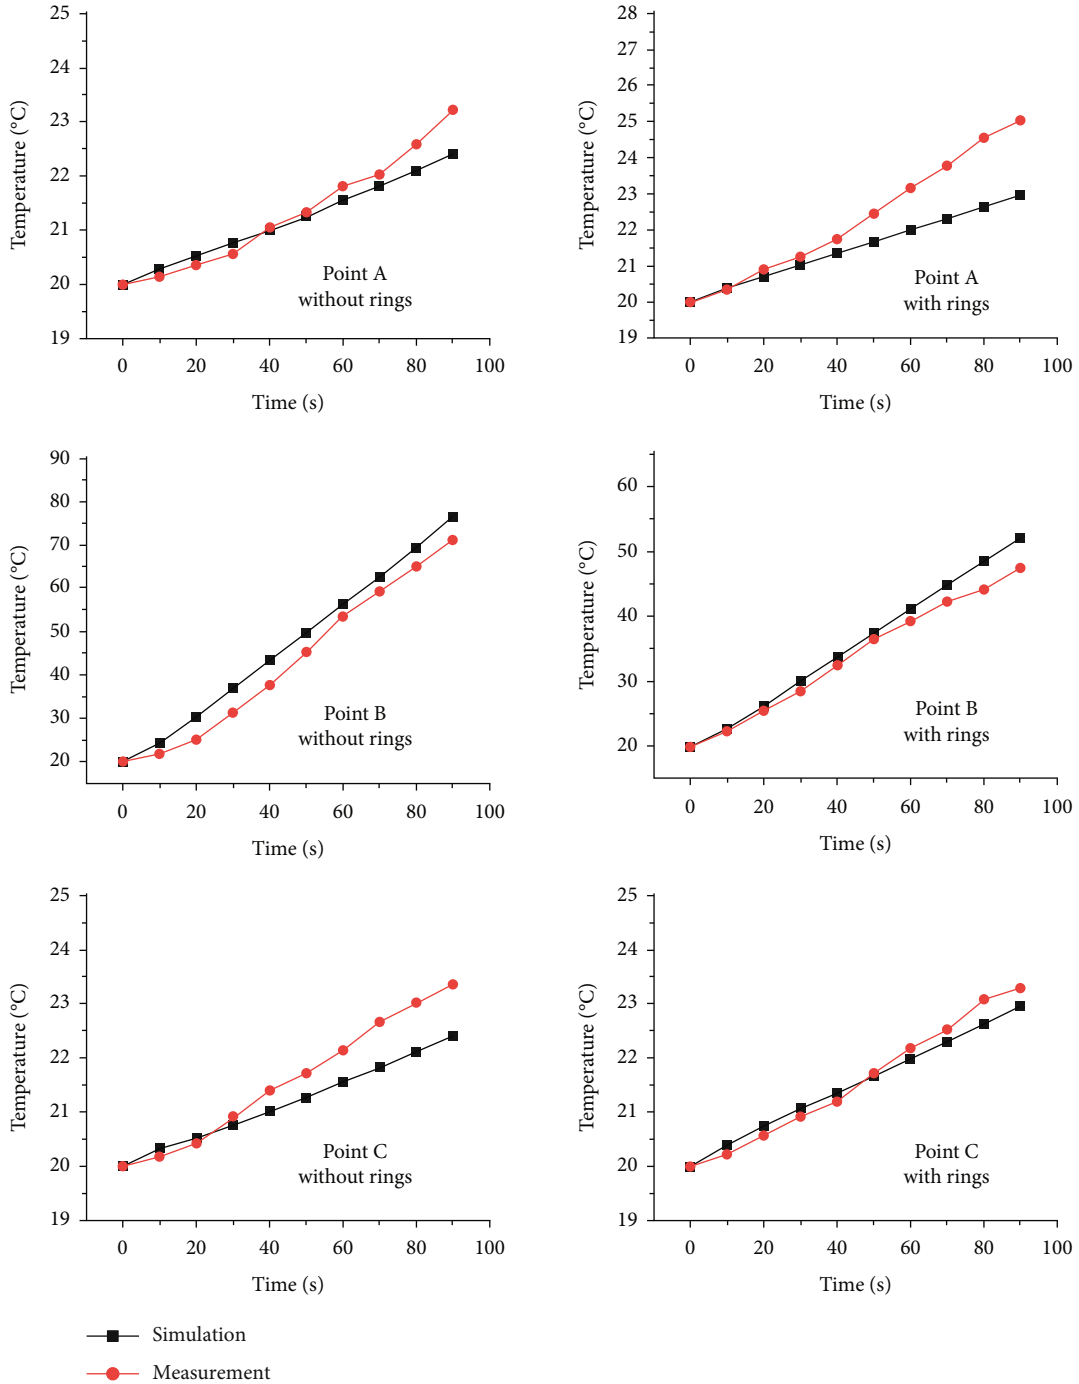 25
24
23
22
21
20
19
Temperature (°C)
Point A
without rings
0 20 40 60 80 100
Time (s)
28
27
26
25
24
23
22
21
20
19
Temperature (°C)
Point A
with rings
0 20 40 60 80 100
Time (s)
90
80
70
60
50
40
30
20
Temperature (°C)
Point B
without rings
0 20 40 60 80 100
Time (s)
60
50
40
30
20
Temperature (°C)
Point B
with rings
0 20 40 60 80 100
Time (s)
25
24
23
22
21
20
19
Temperature (°C)
Point C
without rings
0 20 40 60 80 100
Time (s)
25
24
23
22
21
20
19
Temperature (°C)
Point C
with rings
0 20 40 60 80 100
Time (s)
Simulation
Measurement